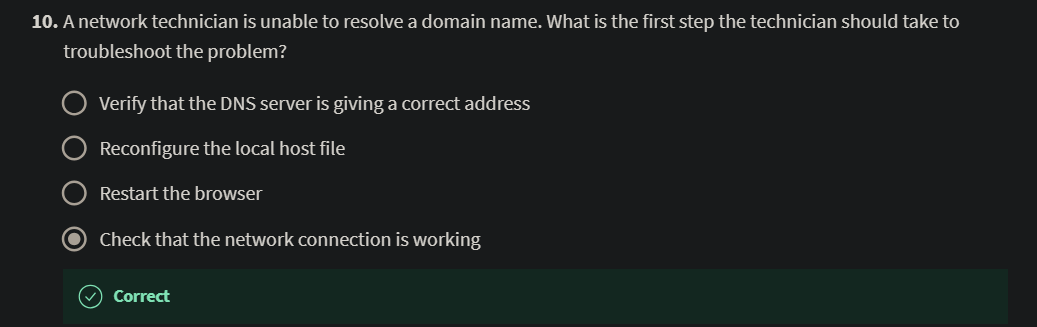 10. A network technician is unable to resolve a domain name. What is the first step the technician should take to
troubleshoot the problem?
Verify that the DNS server is giving a correct address
Reconfigure the local host file
Restart the browser
Check that the network connection is working
Correct